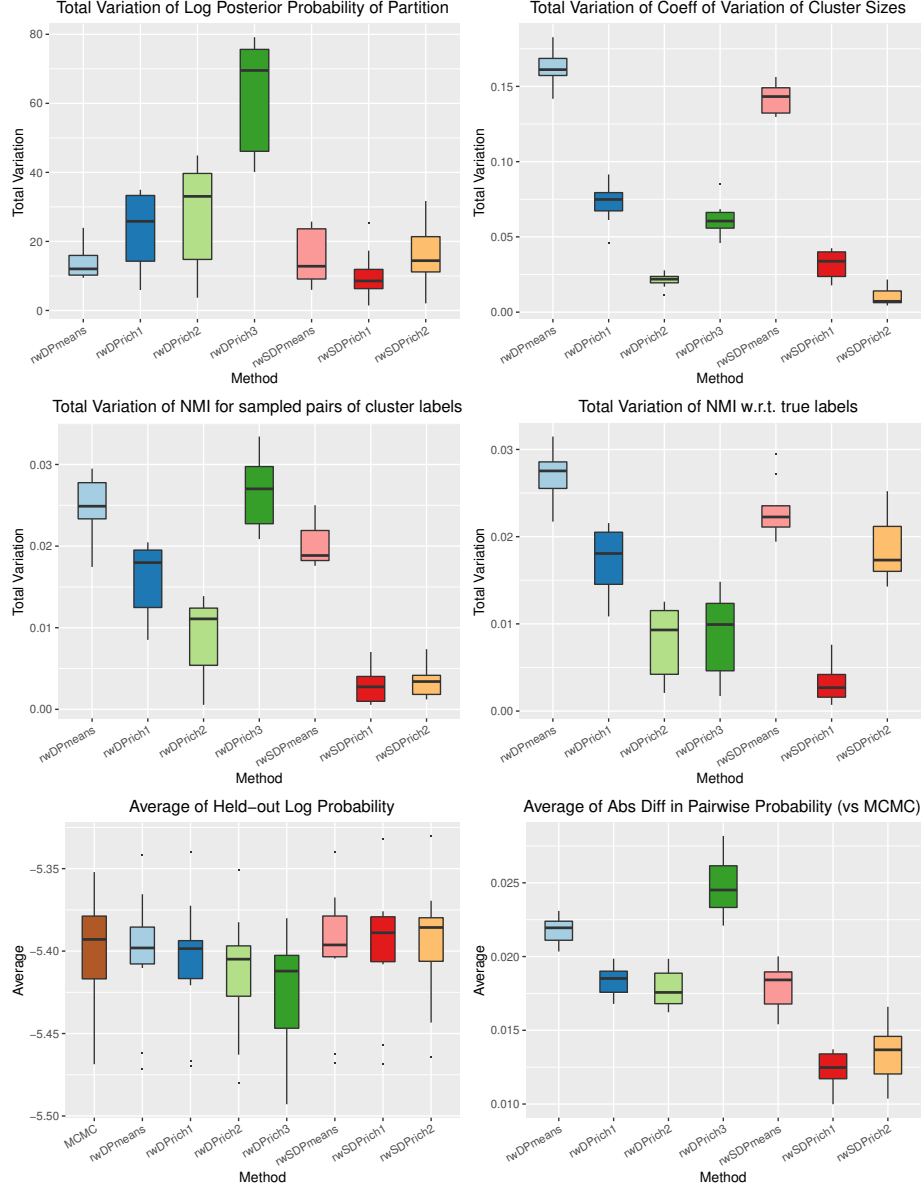 Total Variation of Log Posterior Probability of Partition
80
60
40
20
0
Total Variation
rwDPmeans
rwDPrich1
rwDPrich2
rwDPrich3
rwSDPmeans
rwSDPrich1
rwSDPrich2
Method
Total Variation of Coeff of Variation of Cluster Sizes
0.15
0.10
0.05
0.00
Total Variation
rwDPmeans
rwDPrich1
rwDPrich2
rwDPrich3
rwSDPmeans
rwSDPrich1
rwSDPrich2
Method
Total Variation of NMI for sampled pairs of cluster labels
0.03
0.02
0.01
0.00
Total Variation
rwDPmeans
rwDPrich1
rwDPrich2
rwDPrich3
rwSDPmeans
rwSDPrich1
rwSDPrich2
Method
Total Variation of NMI w.r.t. true labels
0.03
0.02
0.01
0.00
Total Variation
rwDPmeans
rwDPrich1
rwDPrich2
rwDPrich3
rwSDPmeans
rwSDPrich1
rwSDPrich2
Method
Average of Held−out Log Probability
−5.35
−5.40
−5.45
−5.50
Average
MCMC
rwDPmeans
rwDPrich1
rwDPrich2
rwDPrich3
rwSDPmeans
rwSDPrich1
rwSDPrich2
Method
Average of Abs Diff in Pairwise Probability (vs MCMC)
0.025
0.020
0.015
0.010
Average
rwDPmeans
rwDPrich1
rwDPrich2
rwDPrich3
rwSDPmeans
rwSDPrich1
rwSDPrich2
Method